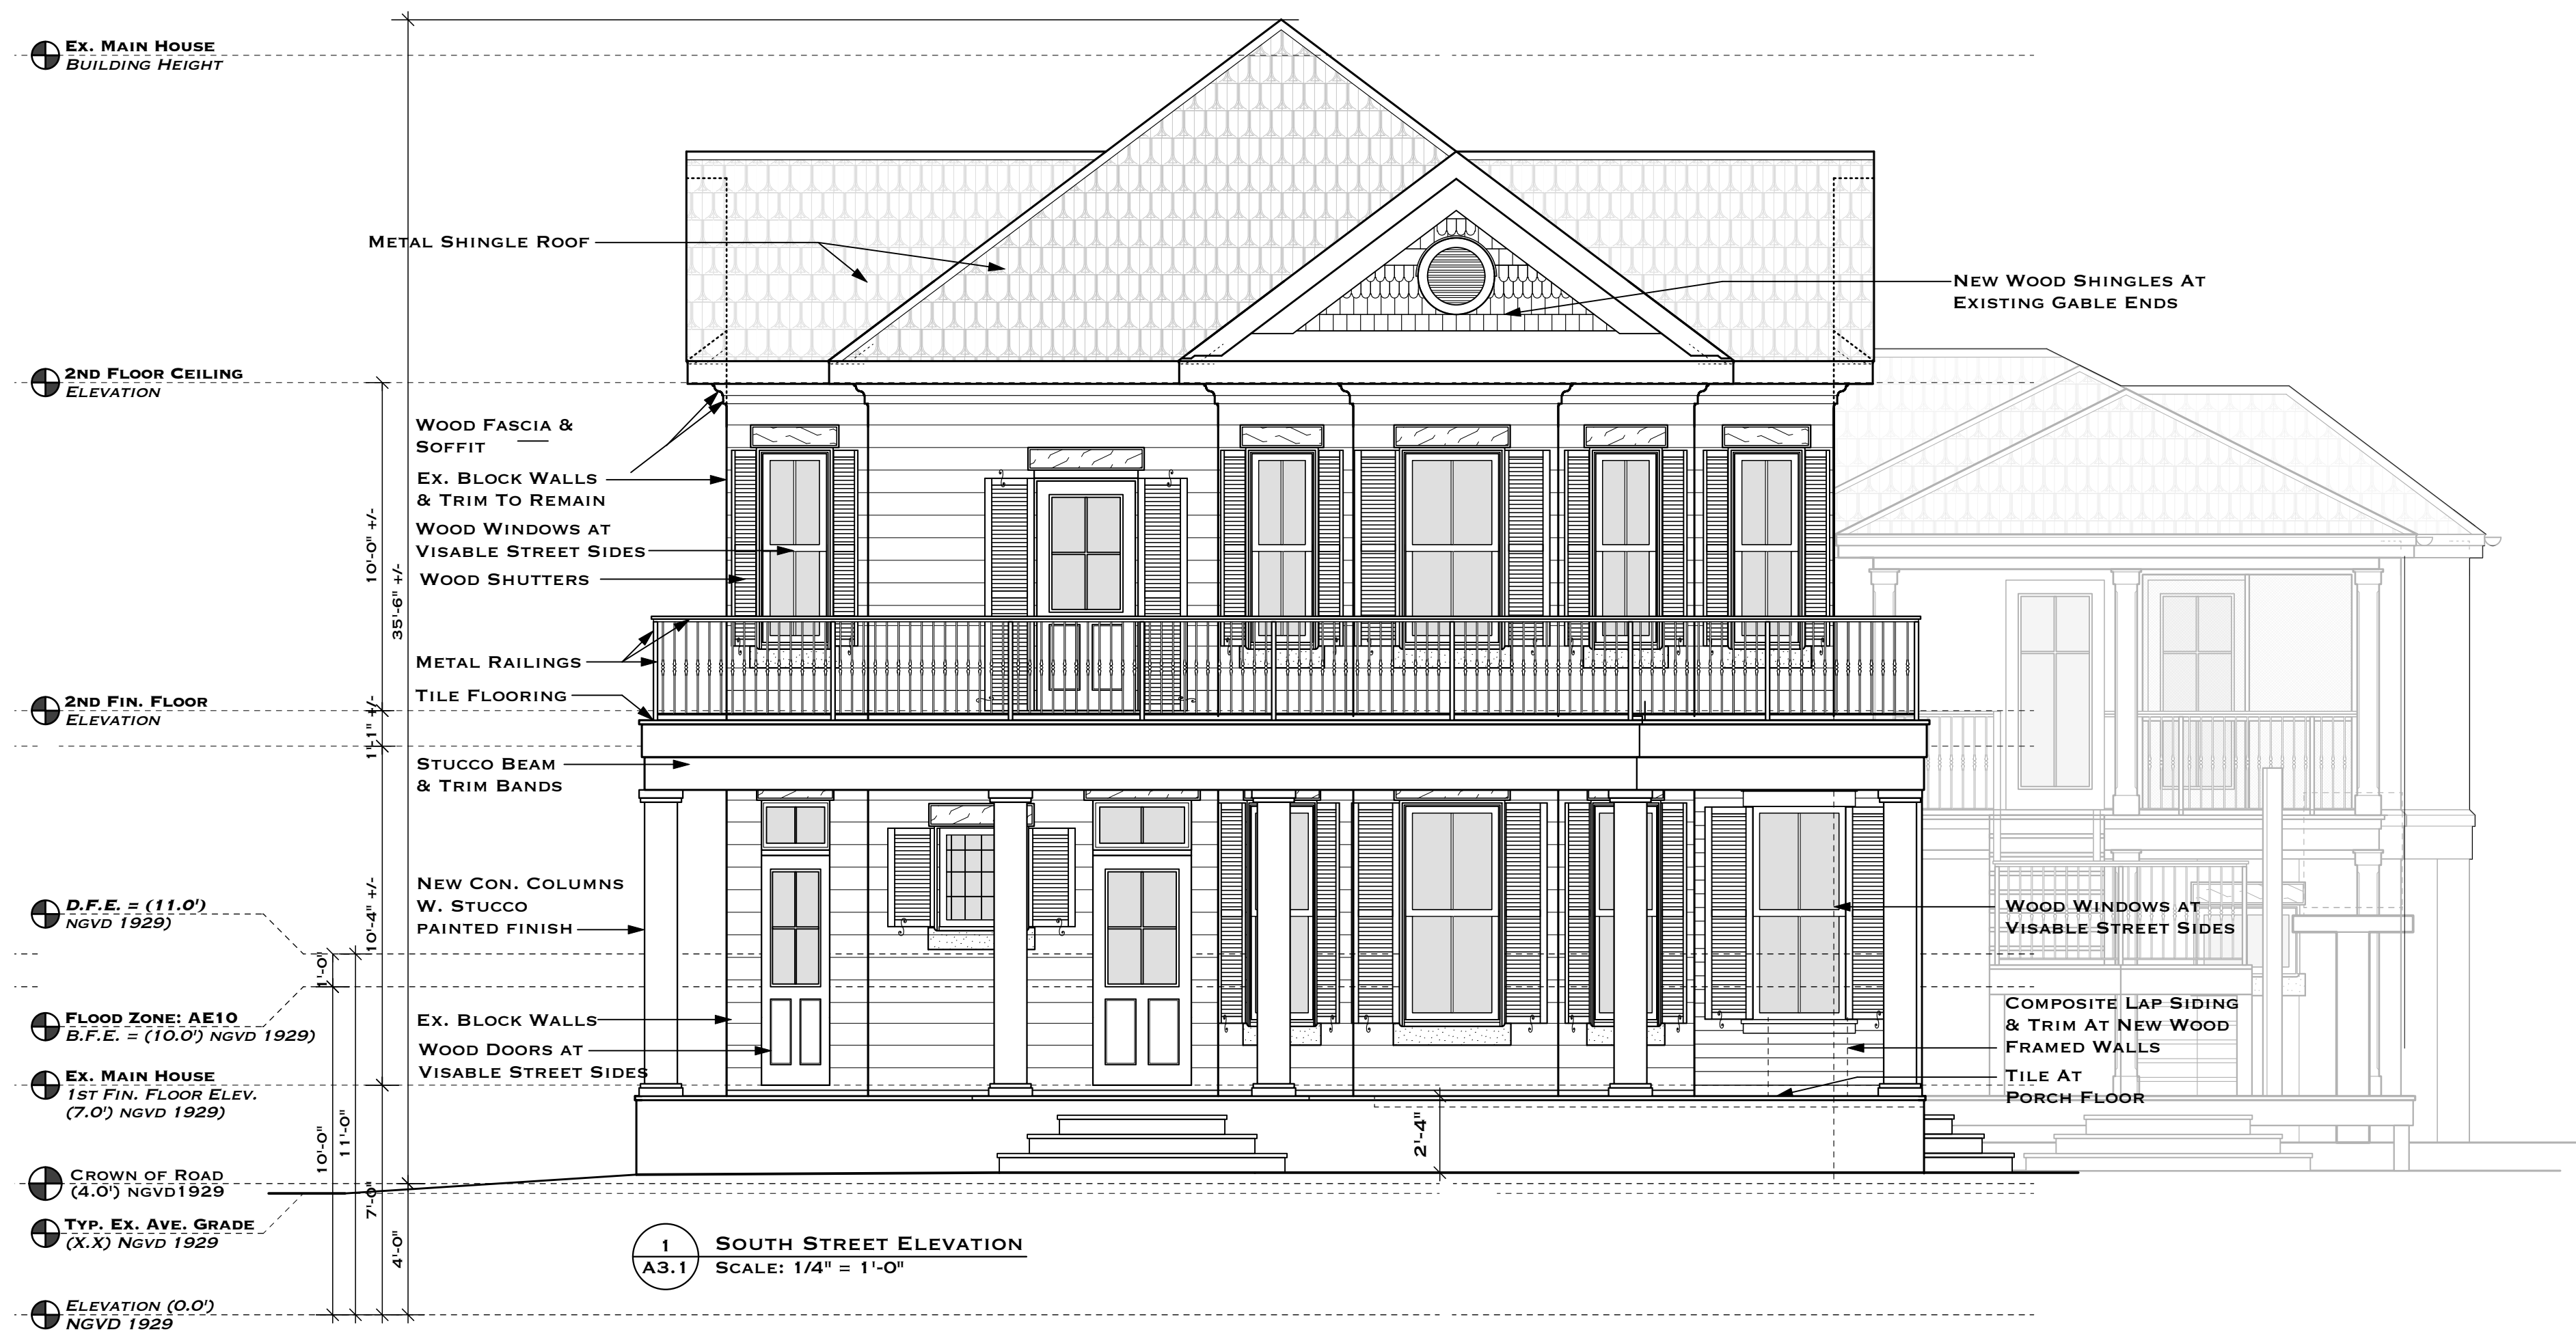 Ex. Main House
Building Height
Metal Shingle Roof
New Wood Shingles At
Existing Gable Ends
2nd Floor Ceiling
Elevation
Wood Fascia &
Soffit
Ex. Block Walls
& Trim To Remain
Wood Windows at
Visable Street Sides
Wood Shutters
10'-0" +/-
35'-6" +/-
Metal Railings
Tile Flooring
2nd Fin. Floor
Elevation
1'-1" +/-
Stucco Beam
& Trim Bands
New Con. Columns
W. Stucco
painted finish
10'-4" +/-
D.F.E. = (11.0')
NGVD 1929)
1'-0"
Flood Zone: AE10
B.F.E. = (10.0') NGVD 1929)
Ex. Block Walls
Wood Doors at
Visable Street Sides
Wood Windows at
Visable Street Sides
Composite Lap Siding
& Trim At New Wood
Framed Walls
Tile At
Porch Floor
Ex. Main House
1st Fin. Floor Elev.
(7.0') NGVD 1929)
10'-0"
11'-0"
2'-4"
Crown of Road
(4.0') NGVD1929
7'-0"
4'-0"
Typ. Ex. Ave. Grade
(X.X) NGVD 1929
1
A3.1
South Street Elevation
Scale: 1/4" = 1'-0"
Elevation (0.0')
NGVD 1929